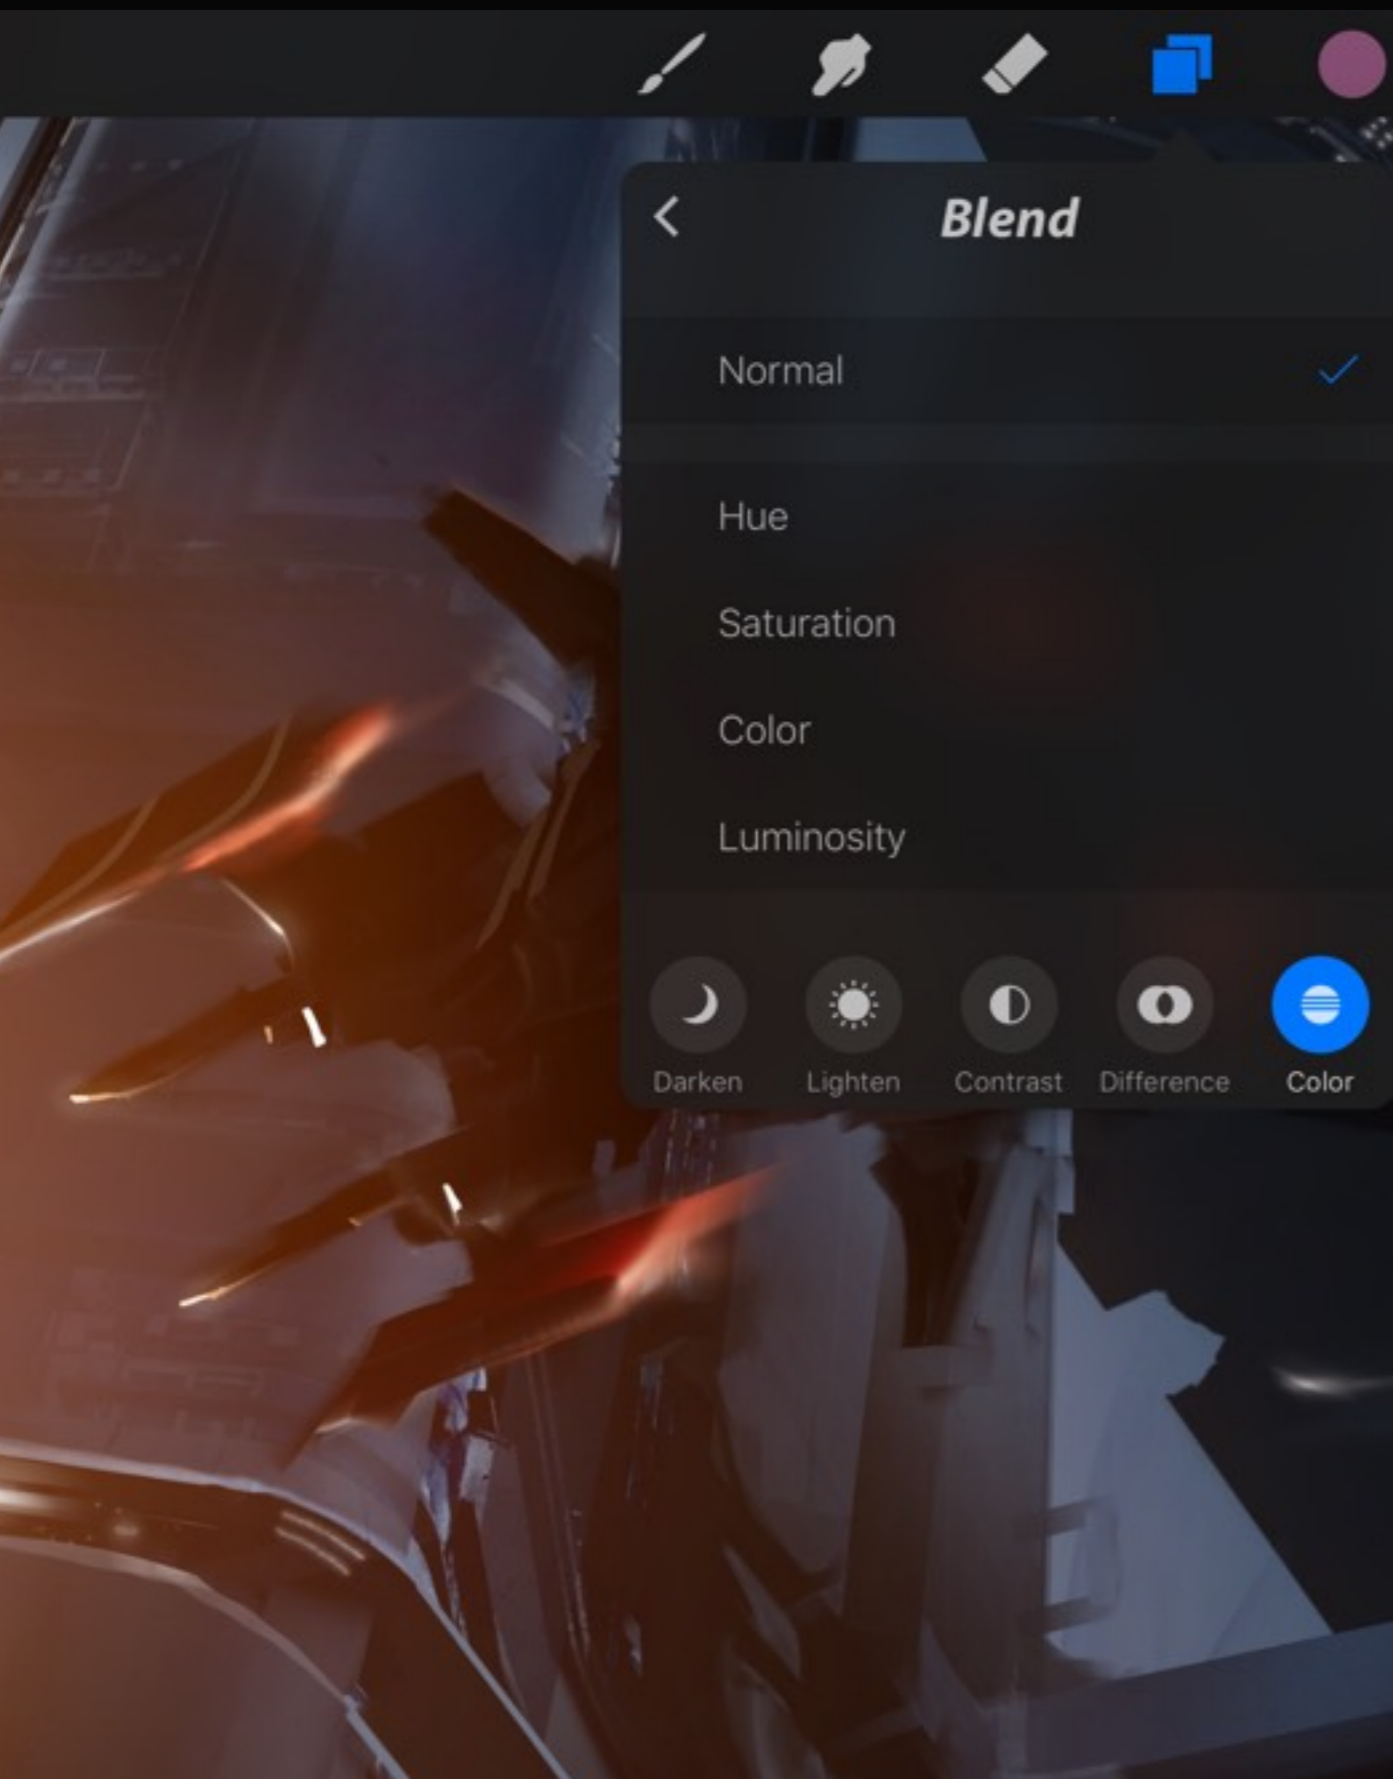 Blend
Normal
Hue
Saturation
Color
Luminosity
Darken Lighten Contrast Difference Color